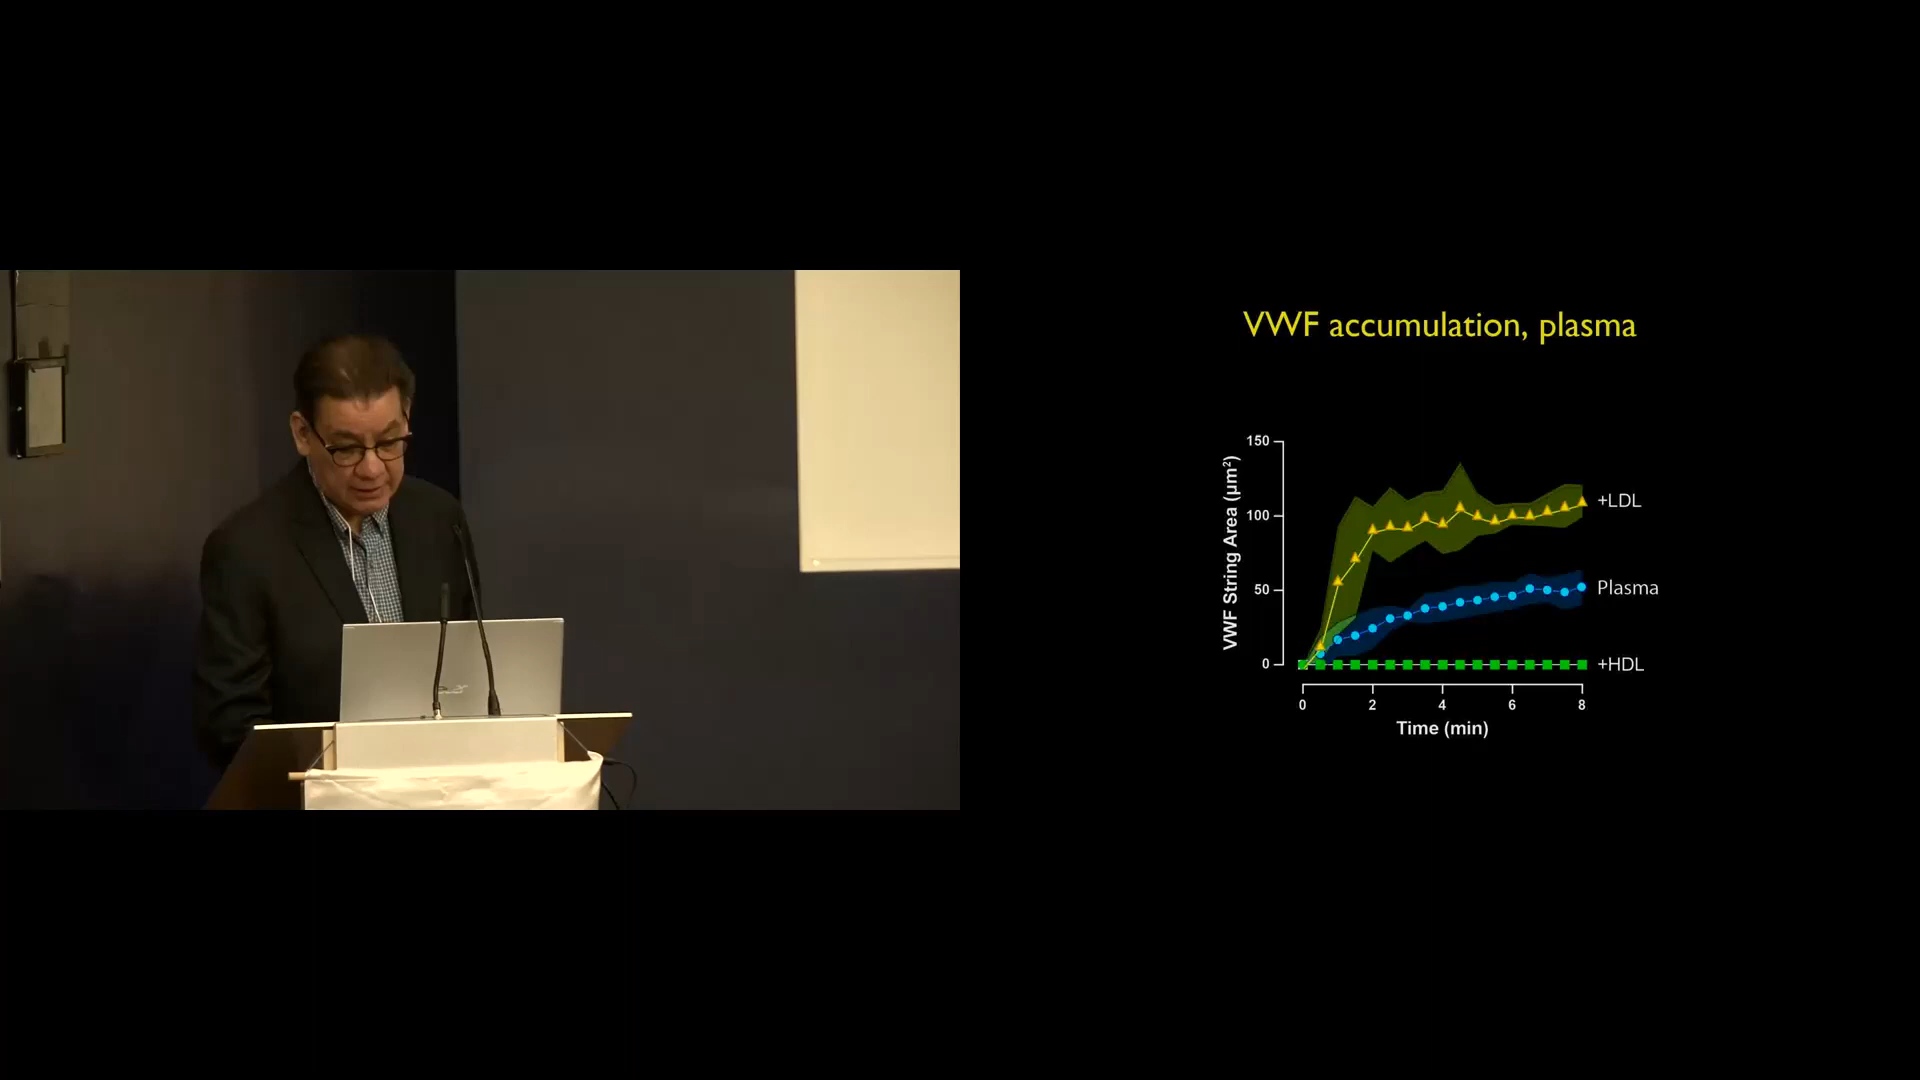 VWF accumulation, plasma
150
100
50
0
VWF String Area (µm²)
+LDL
Plasma
+HDL
0 2 4 6 8
Time (min)